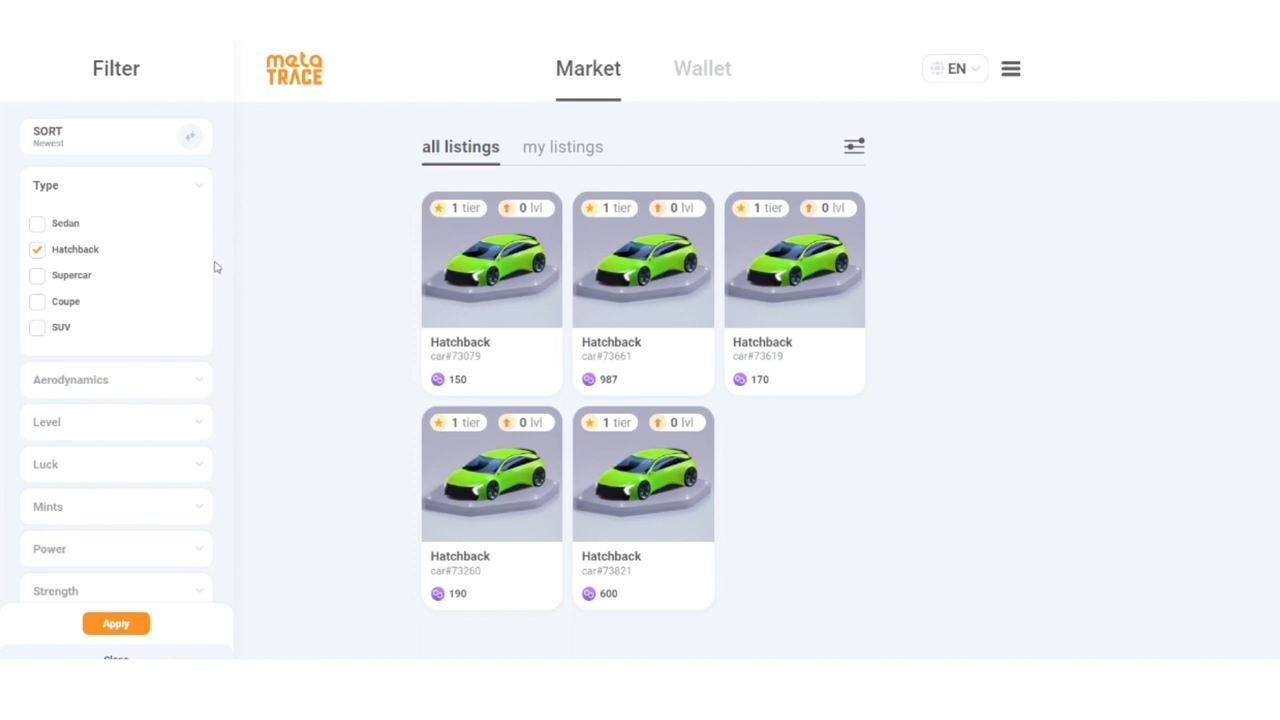 Filter
meta
TRACE
Market
Wallet
EN
SORT
Newest
Type
Sedan
Hatchback
Supercar
Coupe
SUV
Aerodynamics
Level
Luck
Mints
Power
Strength
Apply
Close
all listings
my listings
1 tier
0 lvl
Hatchback
car#73079
150
1 tier
0 lvl
Hatchback
car#73661
987
1 tier
0 lvl
Hatchback
car#73619
170
1 tier
0 lvl
Hatchback
car#73260
190
1 tier
0 lvl
Hatchback
car#73821
600